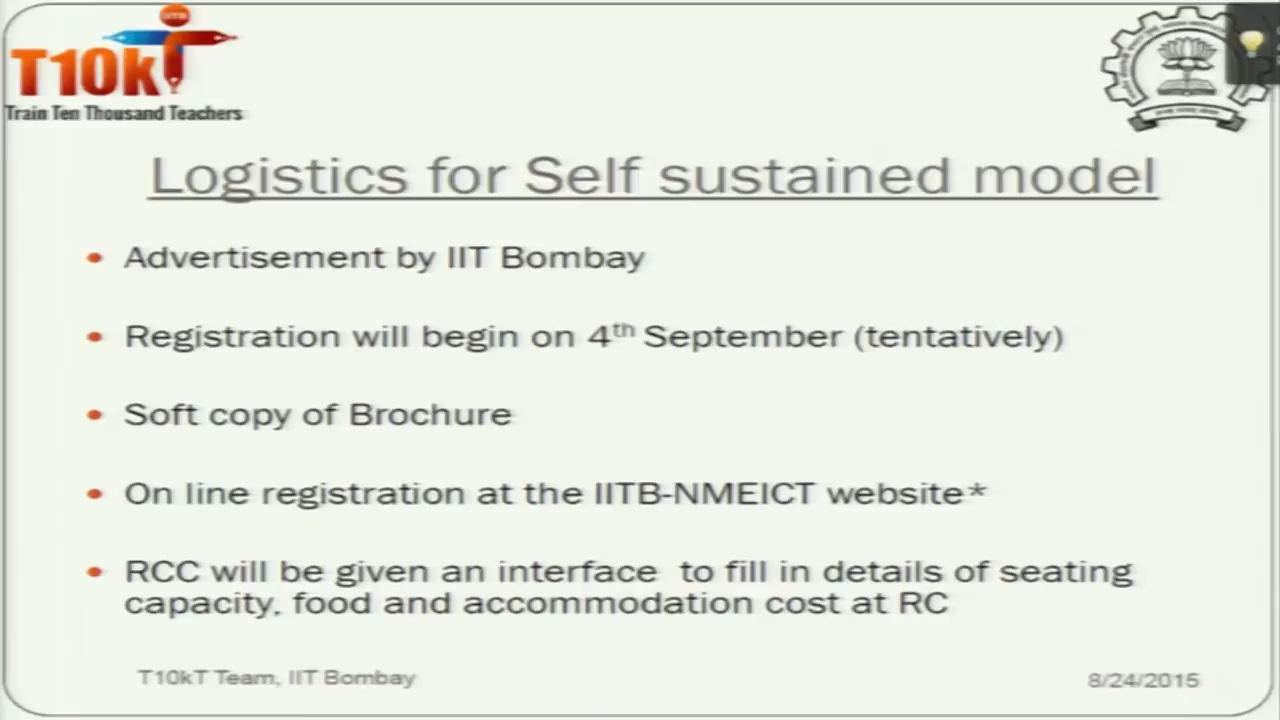 IITB
T10kT
Train Ten Thousand Teachers
Logistics for Self sustained model
• Advertisement by IIT Bombay
• Registration will begin on 4th September (tentatively)
• Soft copy of Brochure
• On line registration at the IITB-NMEICT website*
• RCC will be given an interface to fill in details of seating
capacity, food and accommodation cost at RC
T10kT Team, IIT Bombay
8/24/2015